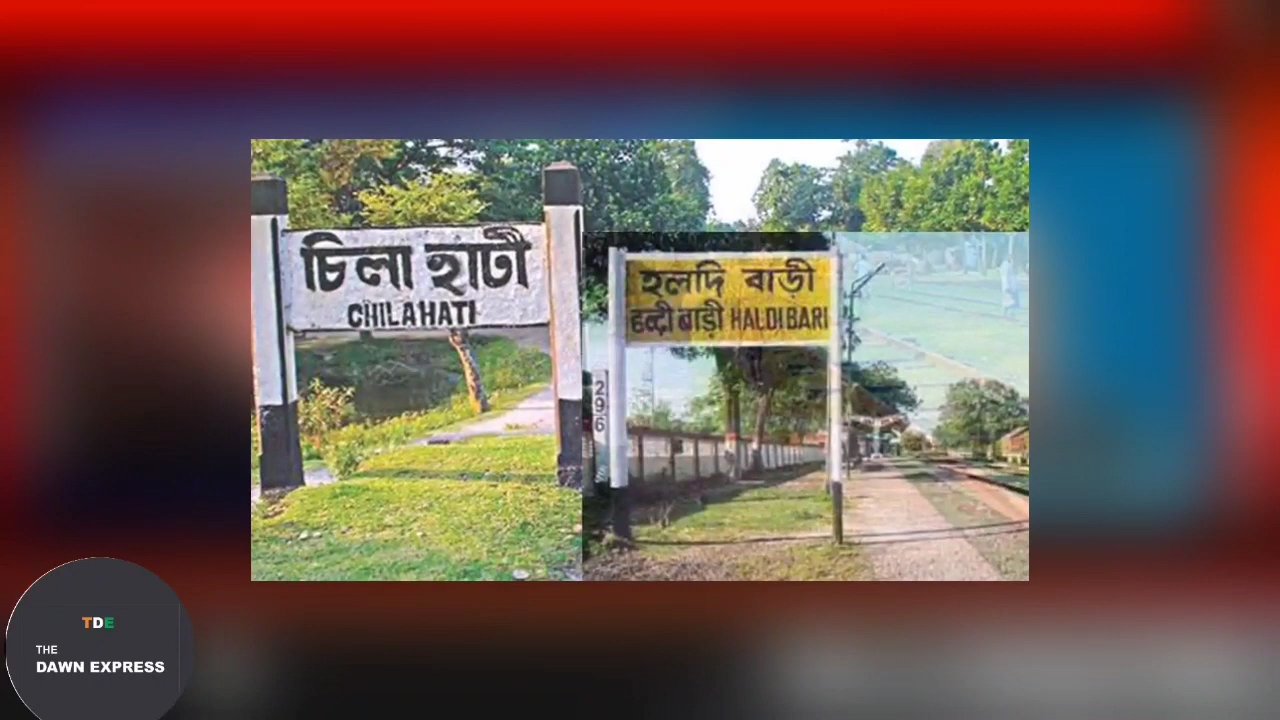 চিলা হাটী
CHILAHATI
হলদি বাড়ী
हल्दी बाड़ी HALDIBARI
296
TDE
THE
DAWN EXPRESS